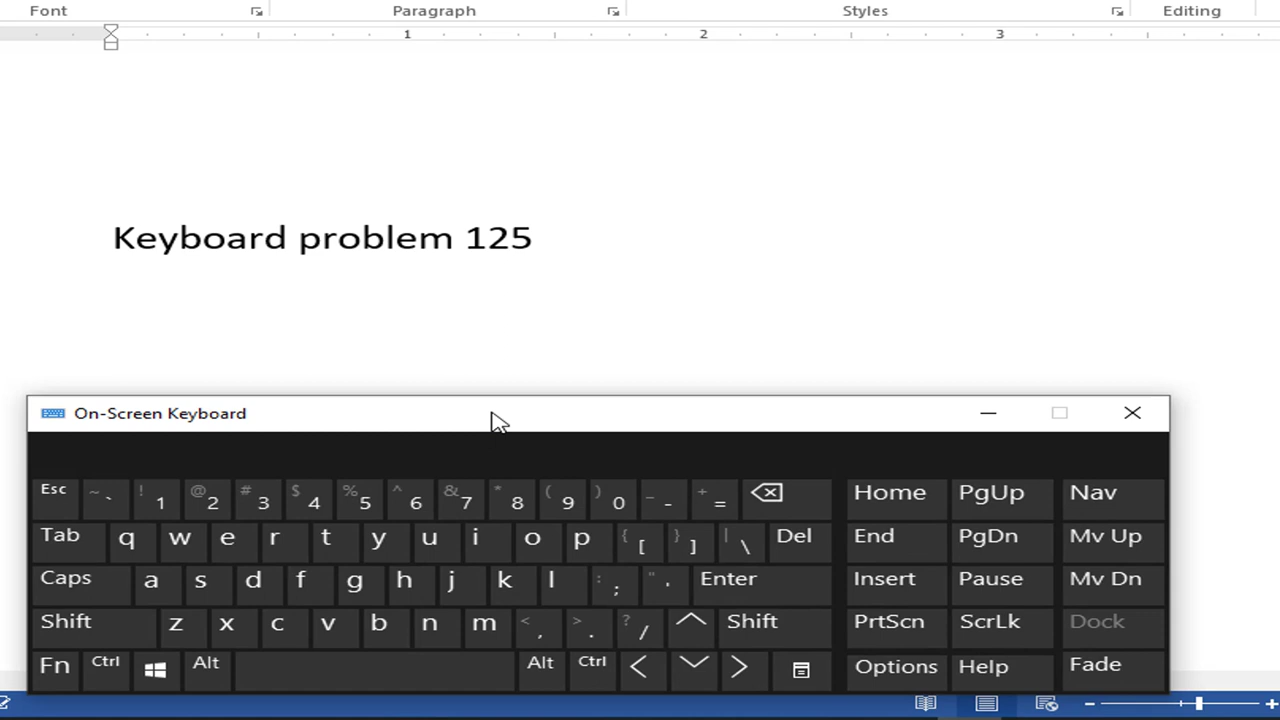 Font Paragraph Styles Editing
1 2 3
Keyboard problem 125
On-Screen Keyboard
Esc ~ ` ! 1 @ 2 # 3 $ 4 % 5 ^ 6 & 7 * 8 ( 9 ) 0 _ - + = Home PgUp Nav
Tab q w e r t y u i o p { [ } ] | \ Del End PgDn Mv Up
Caps a s d f g h j k l : ; " ' Enter Insert Pause Mv Dn
Shift z x c v b n m < , > . ? / Shift PrtScn ScrLk Dock
Fn Ctrl Alt Alt Ctrl Options Help Fade